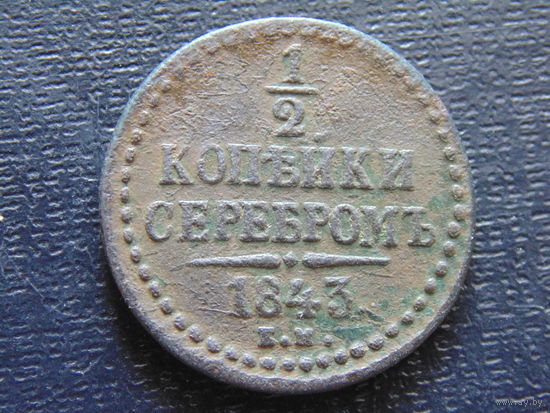 1/2
КОПѢЙКИ
СЕРЕБРОМЪ
1843.
Е.М.
www.ay.by